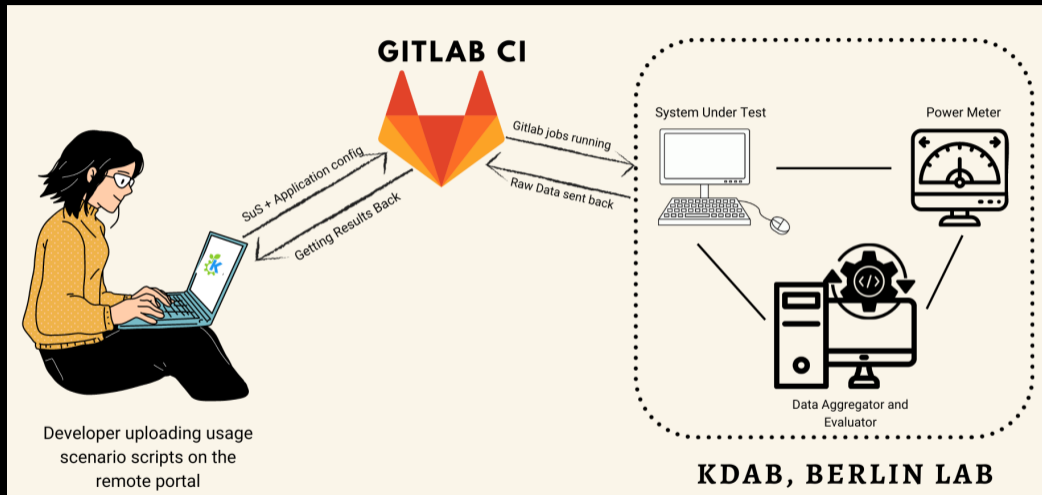 GITLAB CI
System Under Test
Power Meter
Gitlab jobs running
Raw Data sent back
SuS + Application config
Getting Results Back
K
</>
Data Aggregator and
Evaluator
Developer uploading usage
scenario scripts on the
remote portal
KDAB, BERLIN LAB